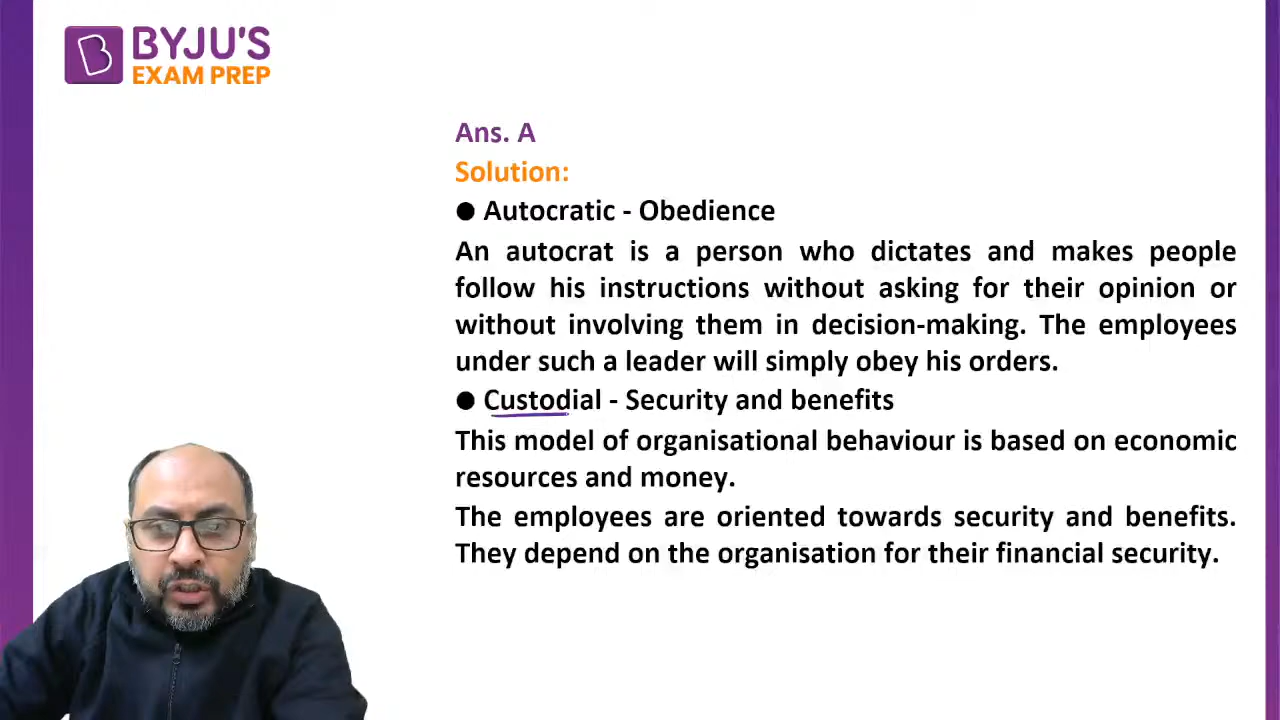 BYJU'S
EXAM PREP
Ans. A
Solution:
● Autocratic - Obedience
An autocrat is a person who dictates and makes people
follow his instructions without asking for their opinion or
without involving them in decision-making. The employees
under such a leader will simply obey his orders.
● Custodial - Security and benefits
This model of organisational behaviour is based on economic
resources and money.
The employees are oriented towards security and benefits.
They depend on the organisation for their financial security.